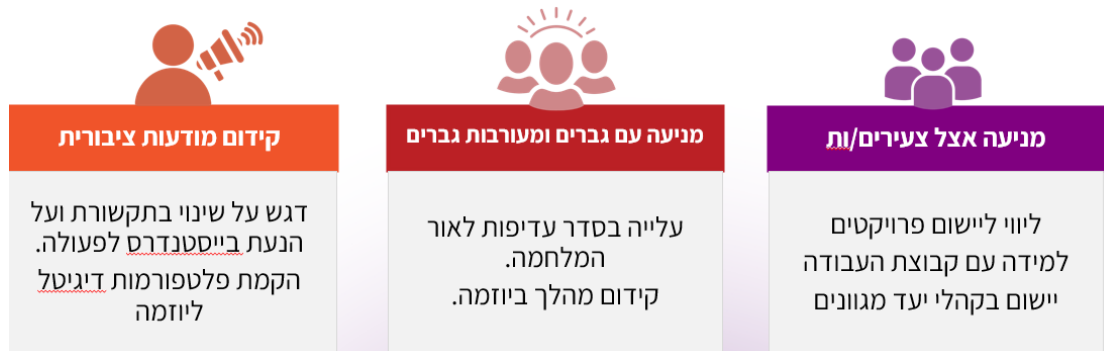 מניעה אצל צעירים/ות
ליווי ליישום פרויקטים
למידה עם קבוצת העבודה
יישום בקהלי יעד מגוונים
מניעה עם גברים ומעורבות גברים
עלייה בסדר עדיפות לאור
המלחמה.
קידום מהלך ביוזמה.
קידום מודעות ציבורית
דגש על שינוי בתקשורת ועל
הנעת בייסטנדרס לפעולה.
הקמת פלטפורמות דיגיטל
ליוזמה